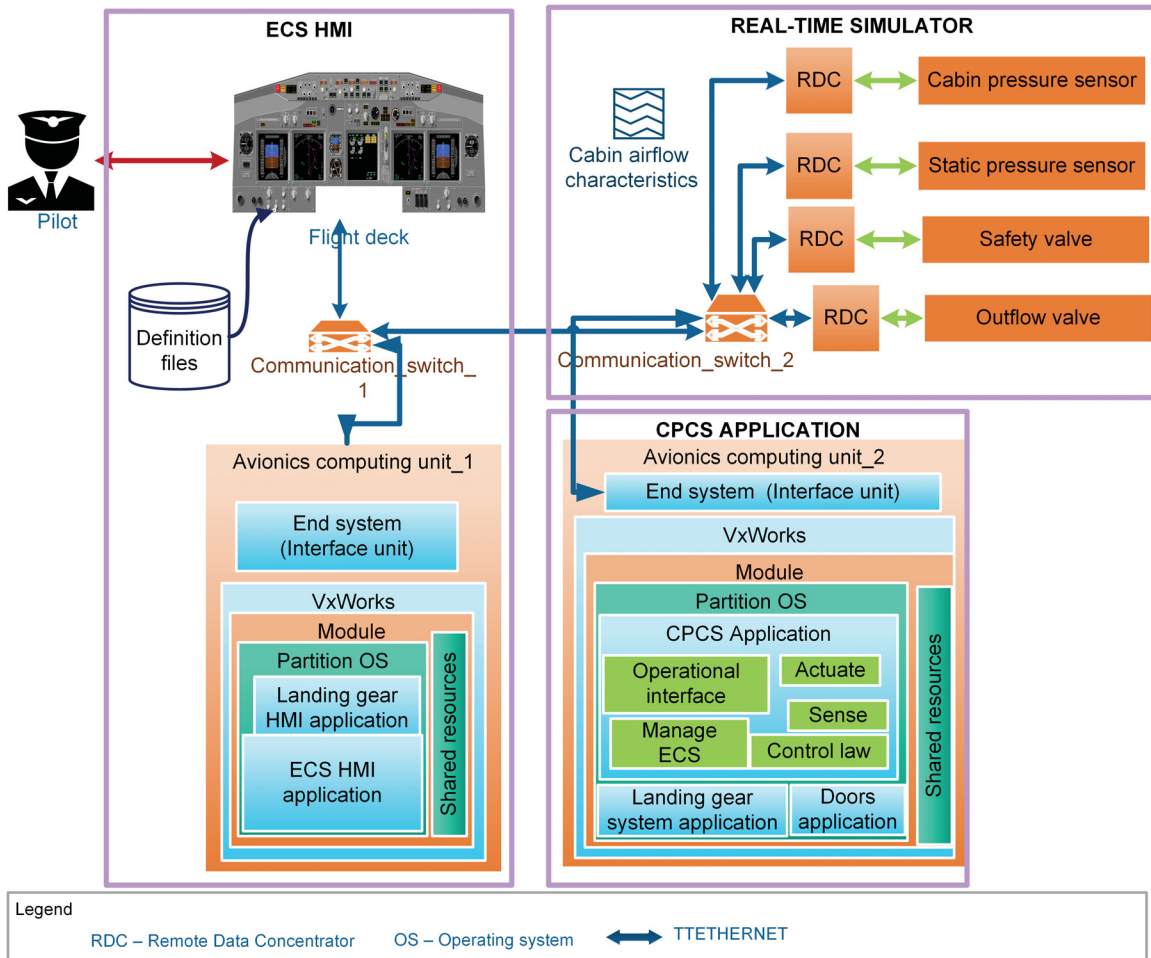 ECS HMI
Pilot
Flight deck
Definition
files
Communication_switch_
1
Avionics computing unit_1
End system
(Interface unit)
VxWorks
Module
Partition OS
Landing gear
HMI application
ECS HMI
application
Shared resources
REAL-TIME SIMULATOR
Cabin airflow
characteristics
RDC
Cabin pressure sensor
RDC
Static pressure sensor
RDC
Safety valve
RDC
Outflow valve
Communication_switch_2
CPCS APPLICATION
Avionics computing unit_2
End system (Interface unit)
VxWorks
Module
Partition OS
CPCS Application
Operational
interface
Actuate
Sense
Manage
ECS
Control law
Landing gear
system application
Doors
application
Shared resources
Legend
RDC – Remote Data Concentrator
OS – Operating system
TTETHERNET